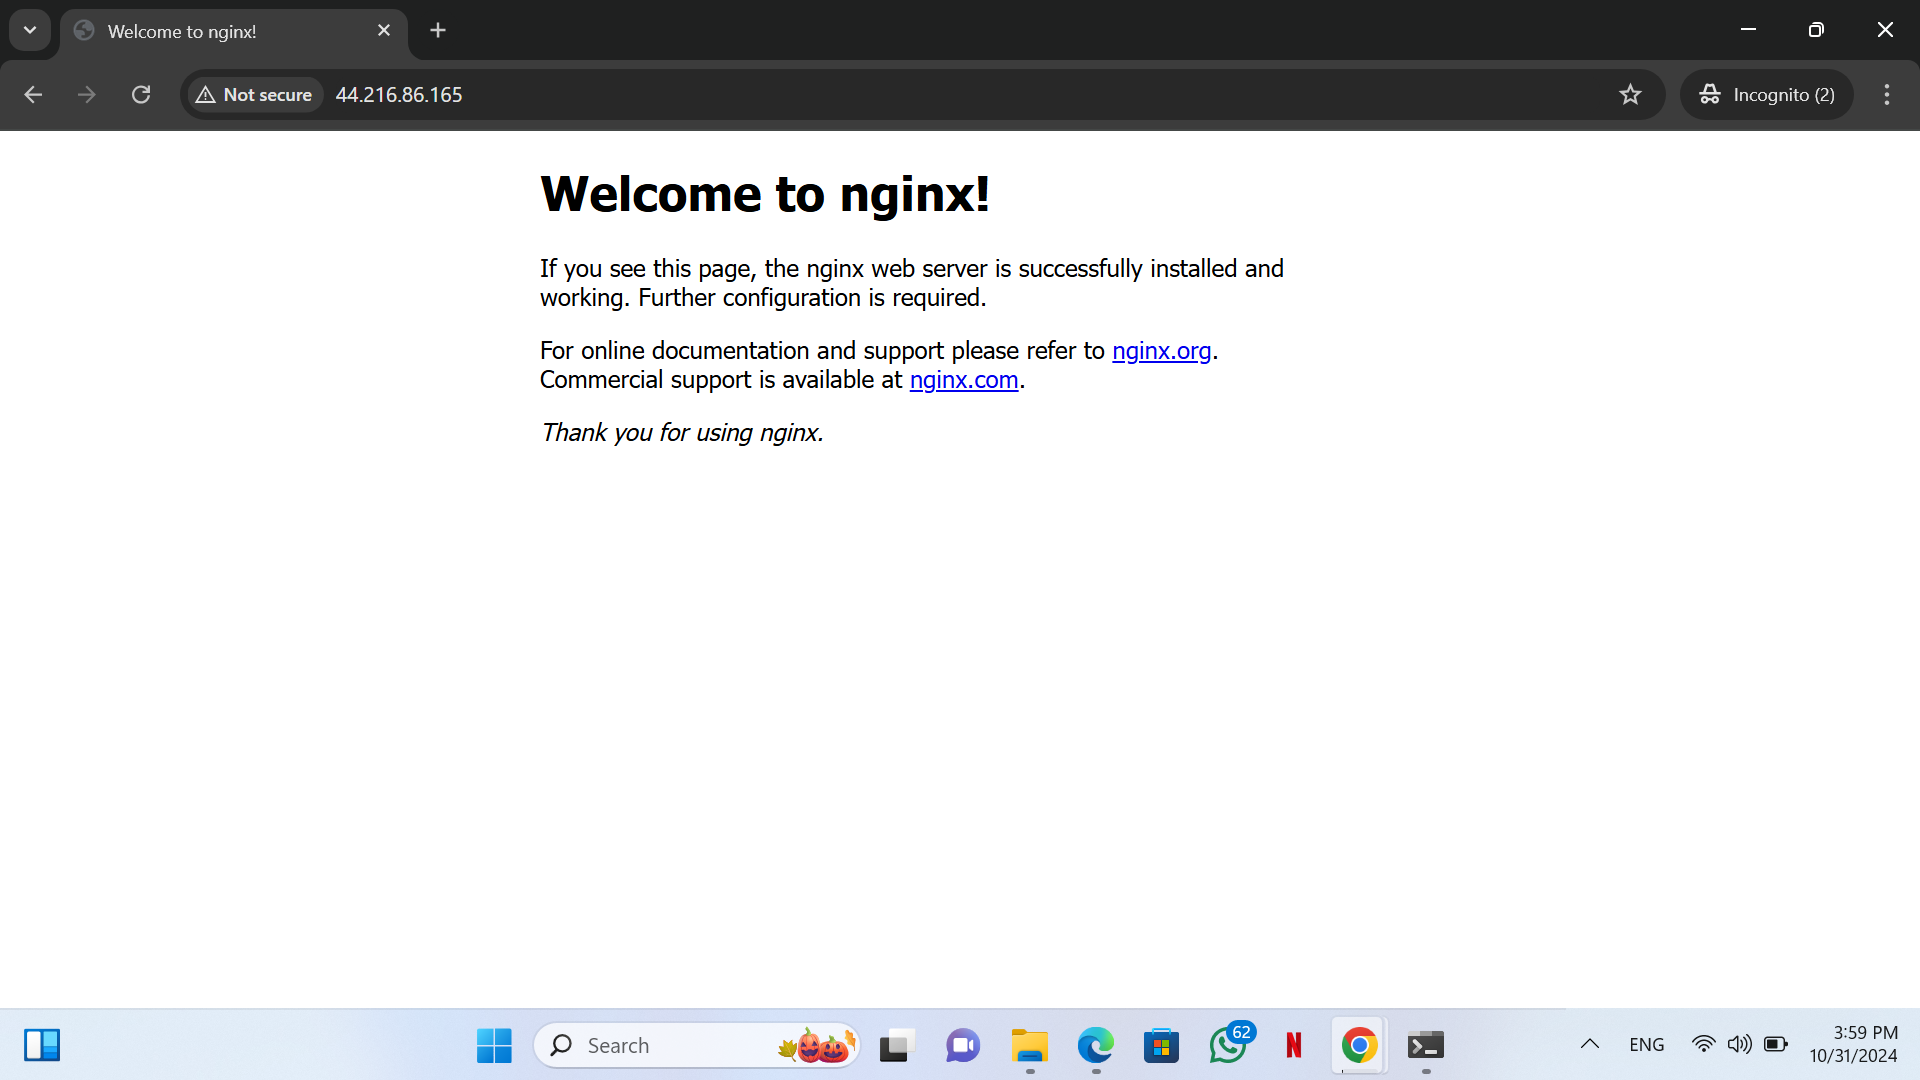 Welcome to nginx!
Not secure
44.216.86.165
Incognito (2)
Welcome to nginx!
If you see this page, the nginx web server is successfully installed and
working. Further configuration is required.
For online documentation and support please refer to nginx.org.
Commercial support is available at nginx.com.
Thank you for using nginx.
Search
62
N
ENG
3:59 PM
10/31/2024